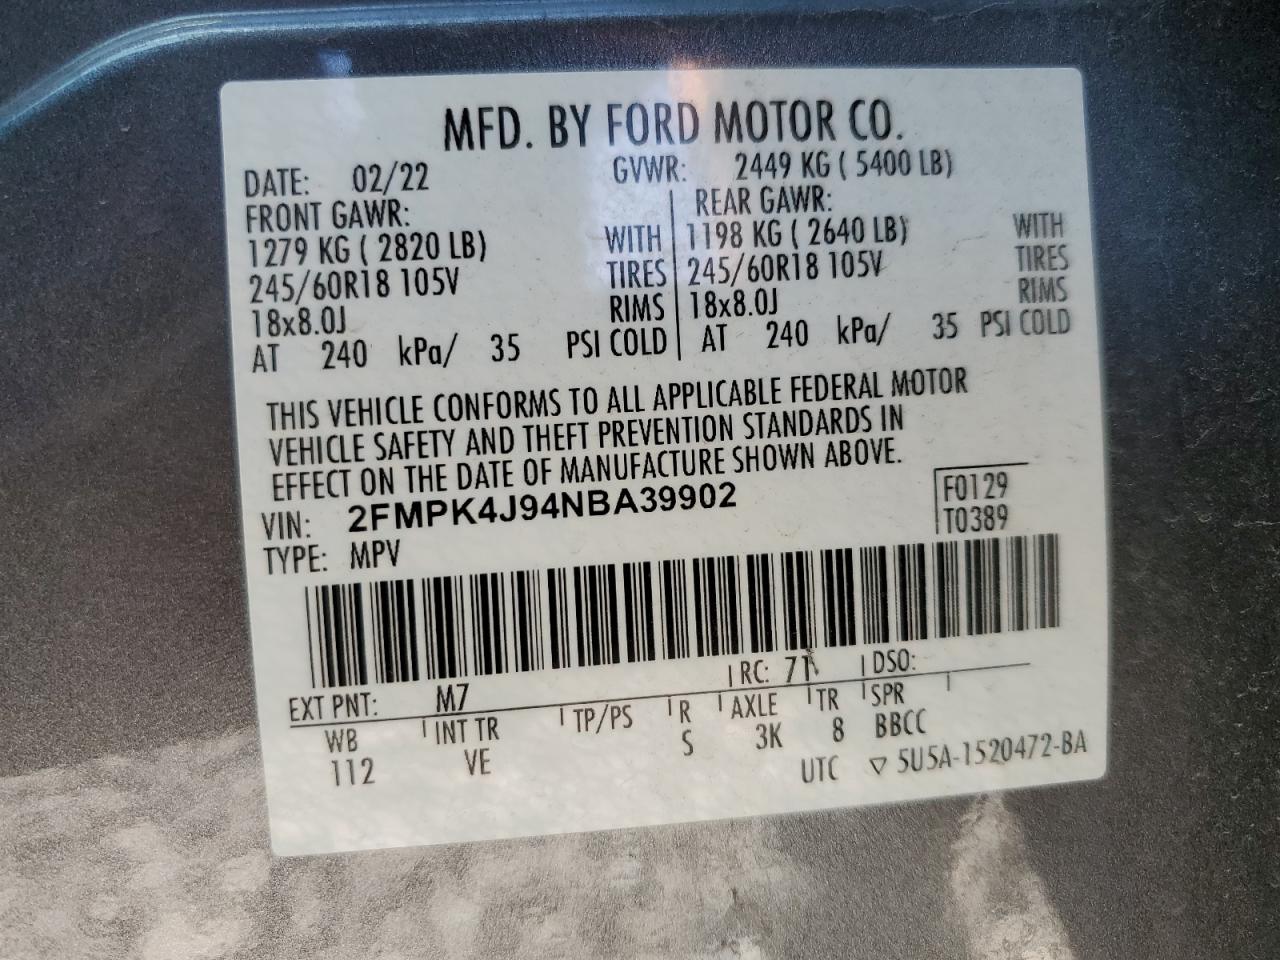 MFD. BY FORD MOTOR CO.
DATE: 02/22 GVWR: 2449 KG ( 5400 LB)
FRONT GAWR: REAR GAWR:
1279 KG ( 2820 LB) WITH 1198 KG ( 2640 LB) WITH
245/60R18 105V TIRES 245/60R18 105V TIRES
18x8.0J RIMS 18x8.0J RIMS
AT 240 kPa/ 35 PSI COLD AT 240 kPa/ 35 PSI COLD
THIS VEHICLE CONFORMS TO ALL APPLICABLE FEDERAL MOTOR
VEHICLE SAFETY AND THEFT PREVENTION STANDARDS IN
EFFECT ON THE DATE OF MANUFACTURE SHOWN ABOVE.
VIN: 2FMPK4J94NBA39902 F0129
TYPE: MPV T0389
EXT PNT: M7 RC: 71 DSO:
WB INT TR TP/PS R AXLE TR SPR
112 VE S 3K 8 BBCC
UTC ▽ 5U5A-1520472-BA